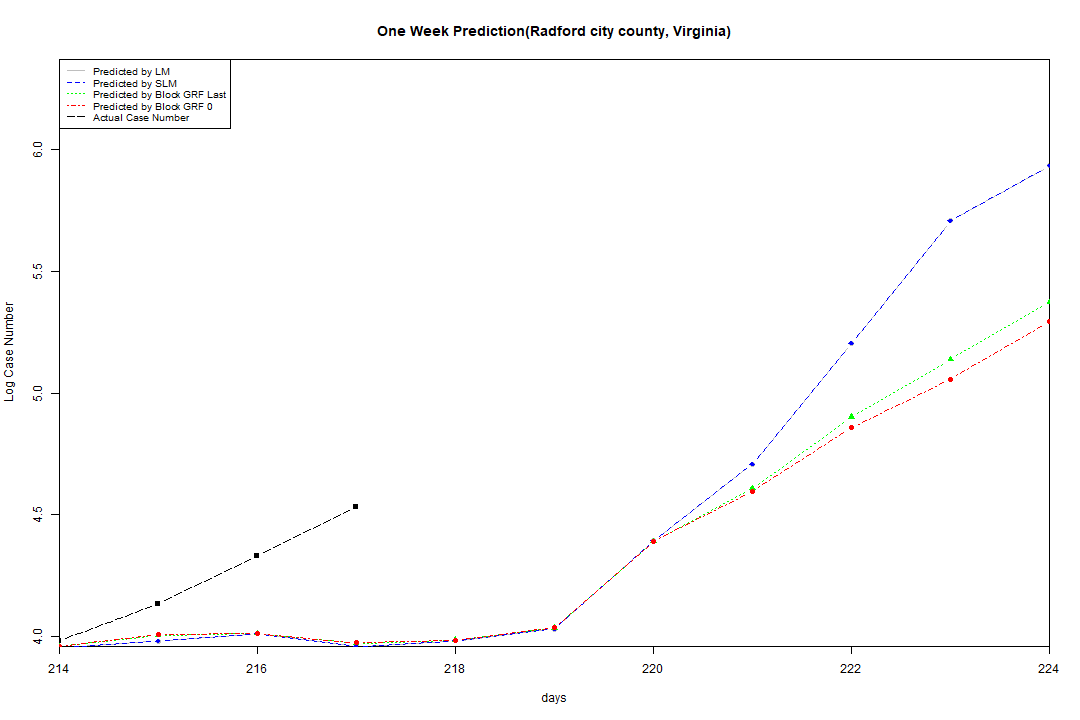 One Week Prediction(Radford city county, Virginia)
Predicted by LM
Predicted by SLM
Predicted by Block GRF Last
Predicted by Block GRF 0
Actual Case Number
6.0
5.5
5.0
4.5
4.0
Log Case Number
214 216 218 220 222 224
days